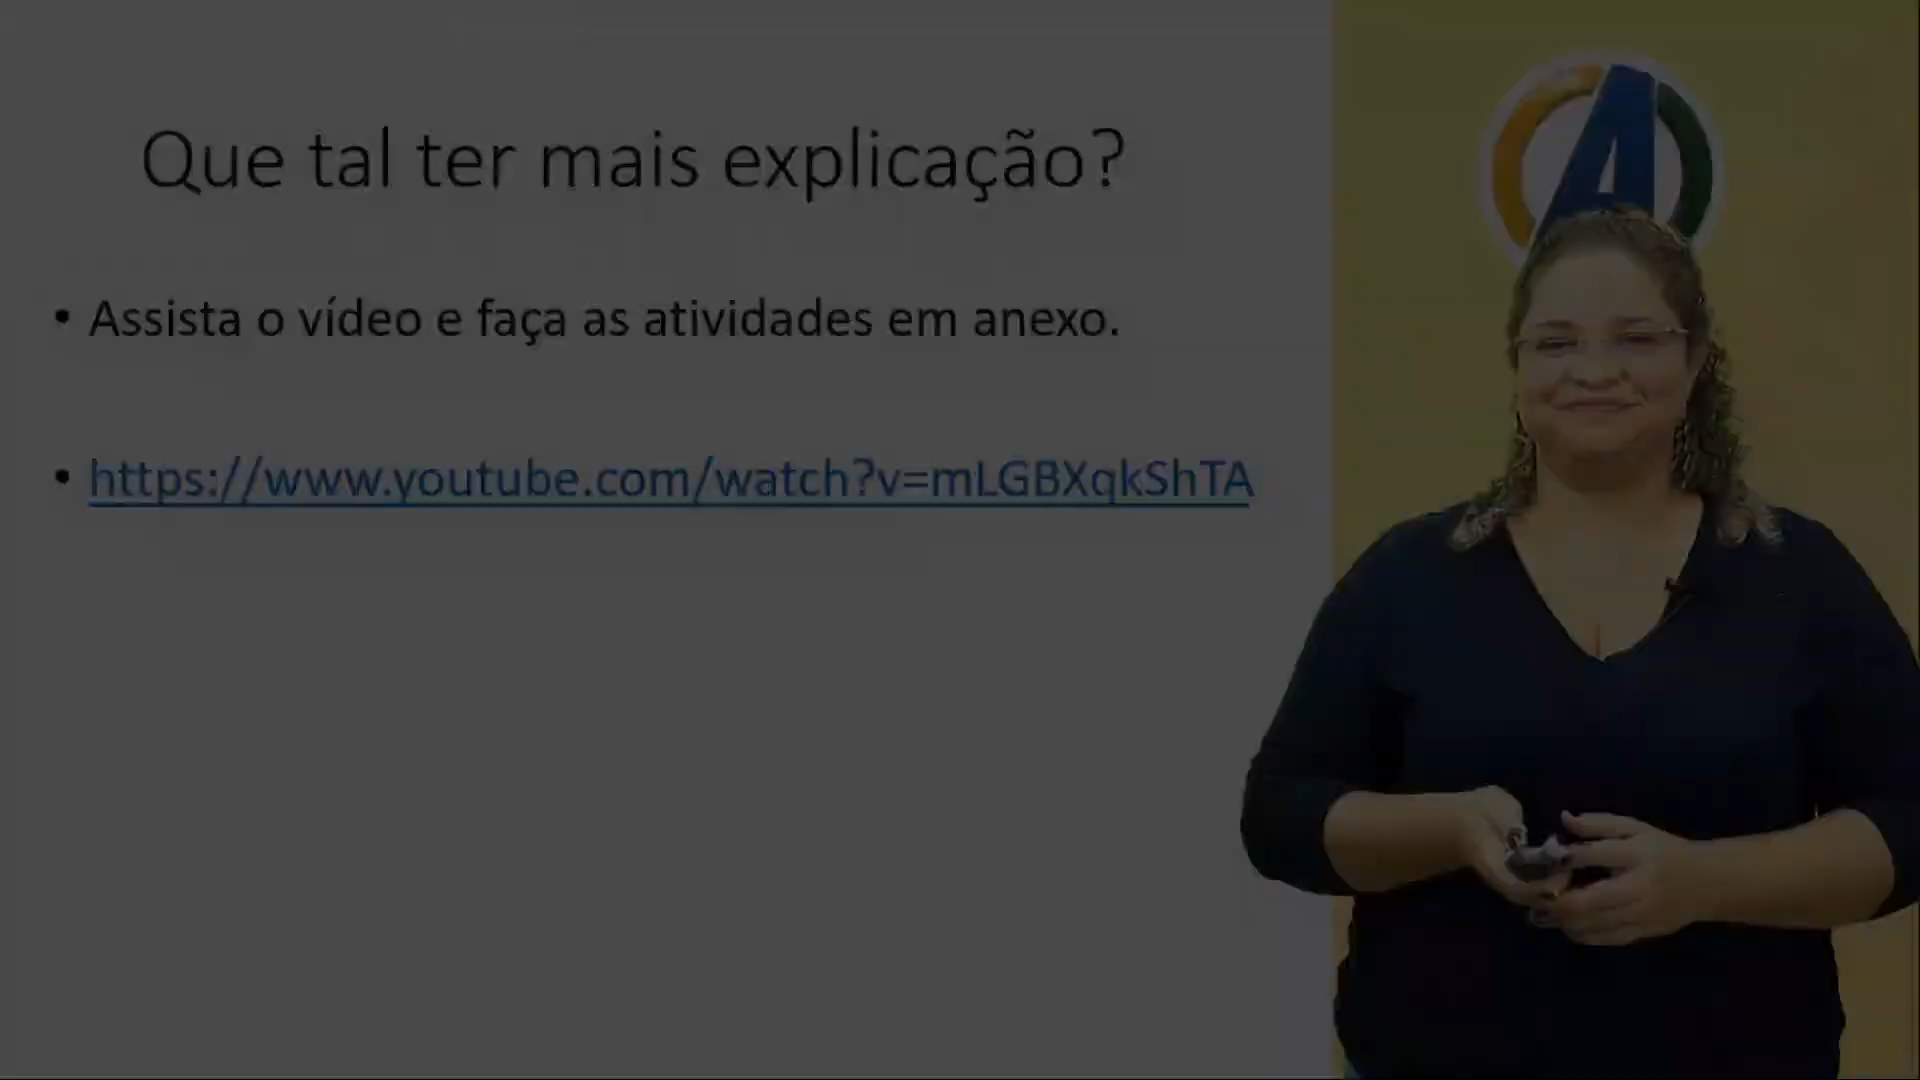 Que tal ter mais explicação?
• Assista o vídeo e faça as atividades em anexo.
• https://www.youtube.com/watch?v=mLGBXqkShTA